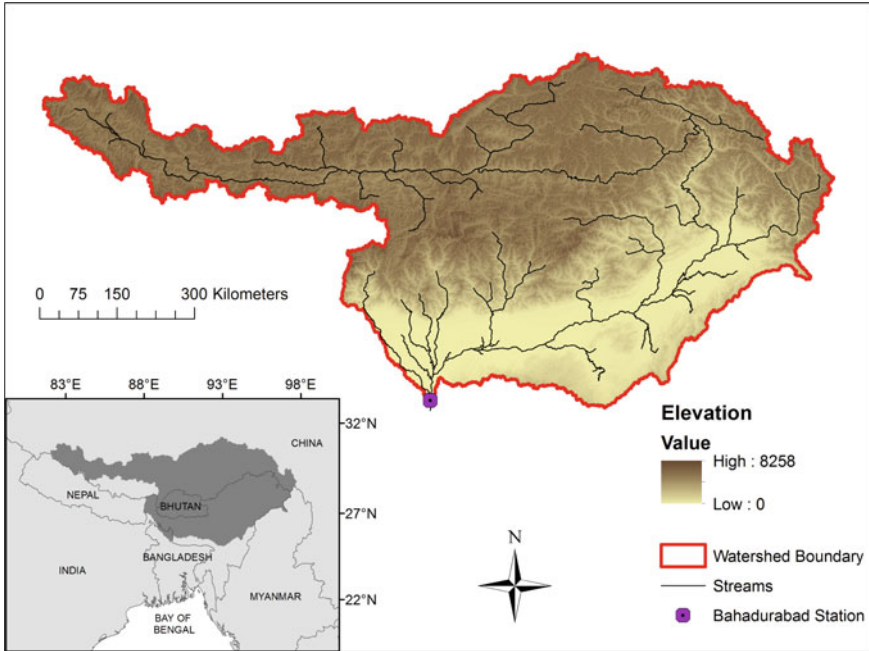 0 75 150 300 Kilometers
83°E 88°E 93°E 98°E
32°N
27°N
22°N
CHINA
NEPAL
BHUTAN
BANGLADESH
INDIA
MYANMAR
BAY OF
BENGAL
N
Elevation
Value
High : 8258
Low : 0
Watershed Boundary
Streams
Bahadurabad Station